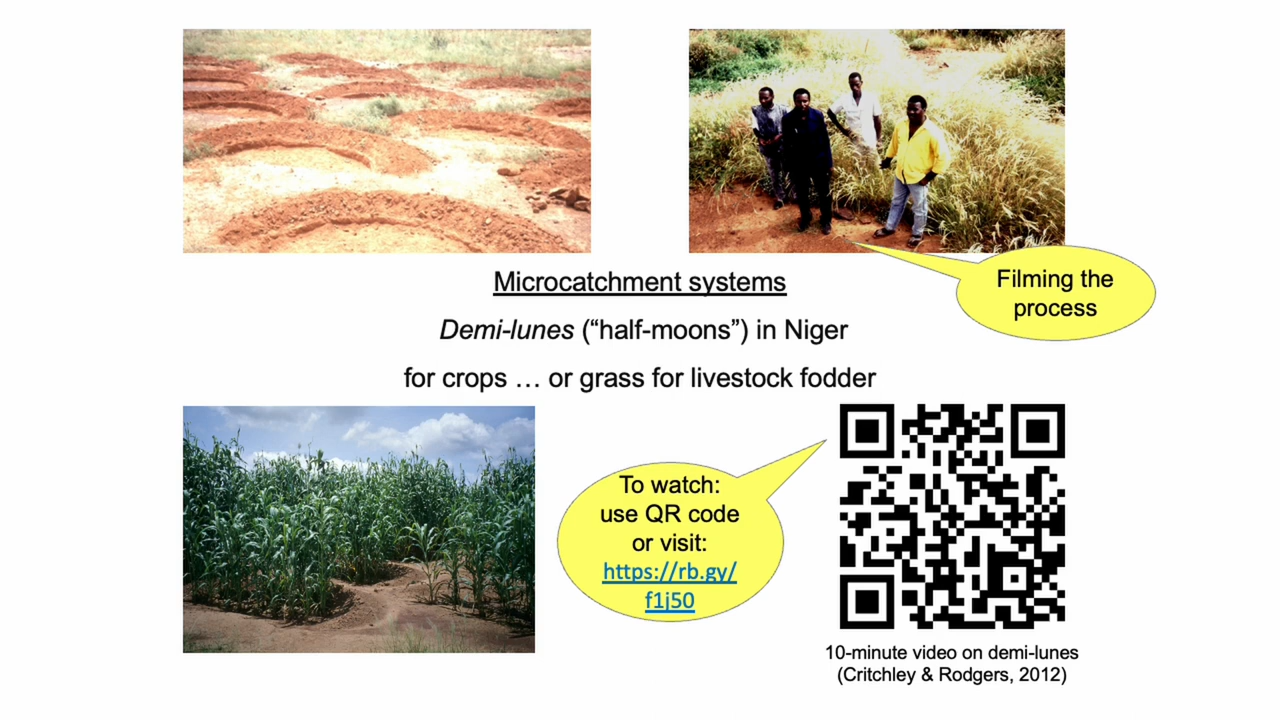 Microcatchment systems
Demi-lunes (“half-moons”) in Niger
for crops … or grass for livestock fodder
Filming the
process
To watch:
use QR code
or visit:
https://rb.gy/
f1j50
10-minute video on demi-lunes
(Critchley & Rodgers, 2012)